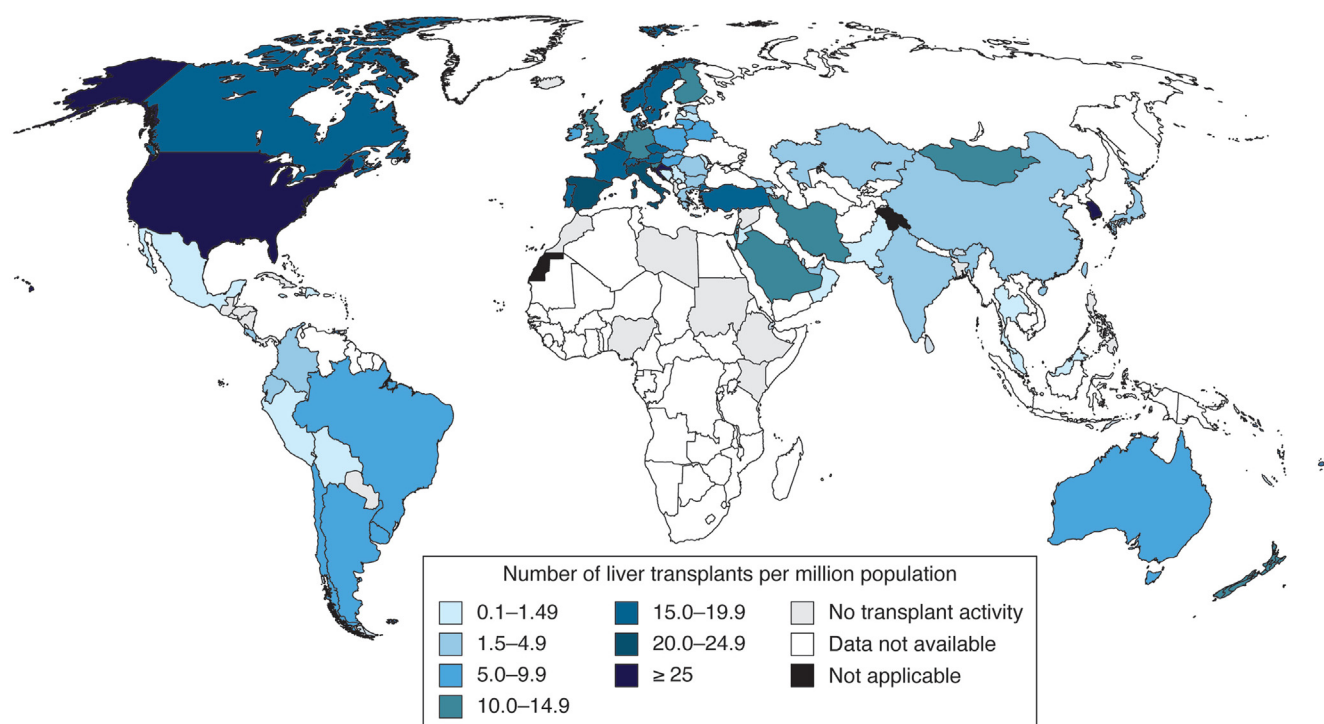 Number of liver transplants per million population
0.1–1.49
1.5–4.9
5.0–9.9
10.0–14.9
15.0–19.9
20.0–24.9
≥ 25
No transplant activity
Data not available
Not applicable